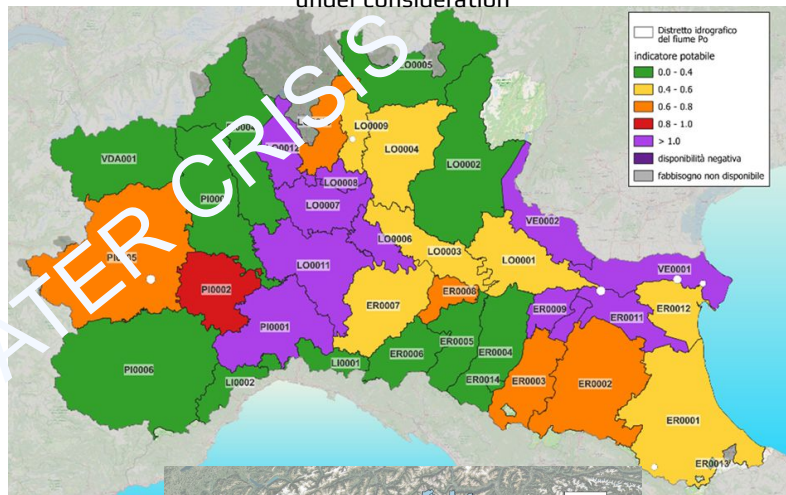 under consideration
Distretto idrografico
del fiume Po
indicatore potabile
0.0 - 0.4
0.4 - 0.6
0.6 - 0.8
0.8 - 1.0
> 1.0
disponibilità negativa
fabbisogno non disponibile
ATER CRISIS
LO0005
LO0009
LO0012
LO0004
VDA001
LO0002
LO0008
LO0007
VE0002
LO0006
LO0003
LO0001
LO0011
VE0001
PI0002
ER0008
ER0007
ER0009
ER0012
ER0011
PI0001
ER0005
ER0006
ER0004
LI0001
PI0006
LI0002
ER0014
ER0003
ER0002
ER0001
ER0013